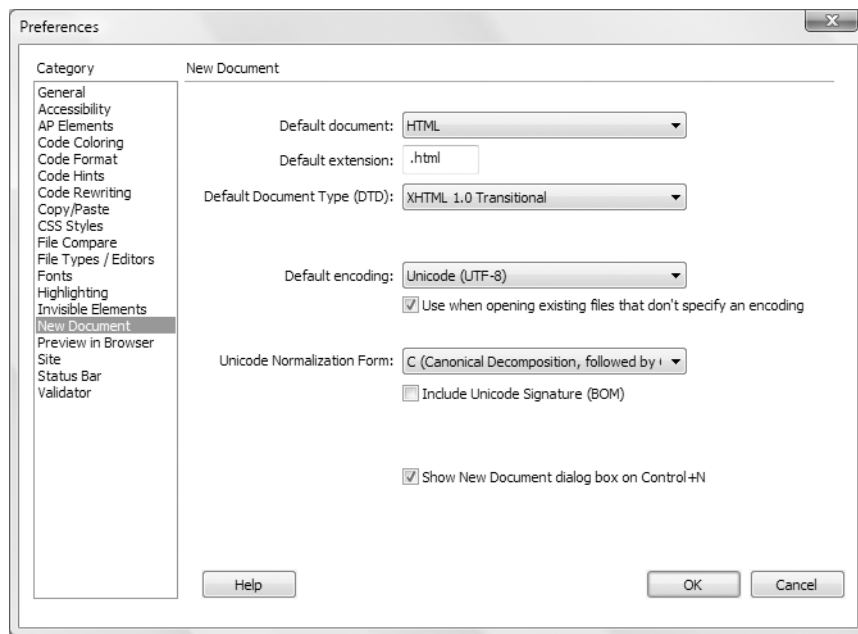 Preferences
Category
General
Accessibility
AP Elements
Code Coloring
Code Format
Code Hints
Code Rewriting
Copy/Paste
CSS Styles
File Compare
File Types / Editors
Fonts
Highlighting
Invisible Elements
New Document
Preview in Browser
Site
Status Bar
Validator
New Document
Default document: HTML
Default extension: .html
Default Document Type (DTD): XHTML 1.0 Transitional
Default encoding: Unicode (UTF-8)
Use when opening existing files that don't specify an encoding
Unicode Normalization Form: C (Canonical Decomposition, followed by
Include Unicode Signature (BOM)
Show New Document dialog box on Control+N
Help
OK
Cancel